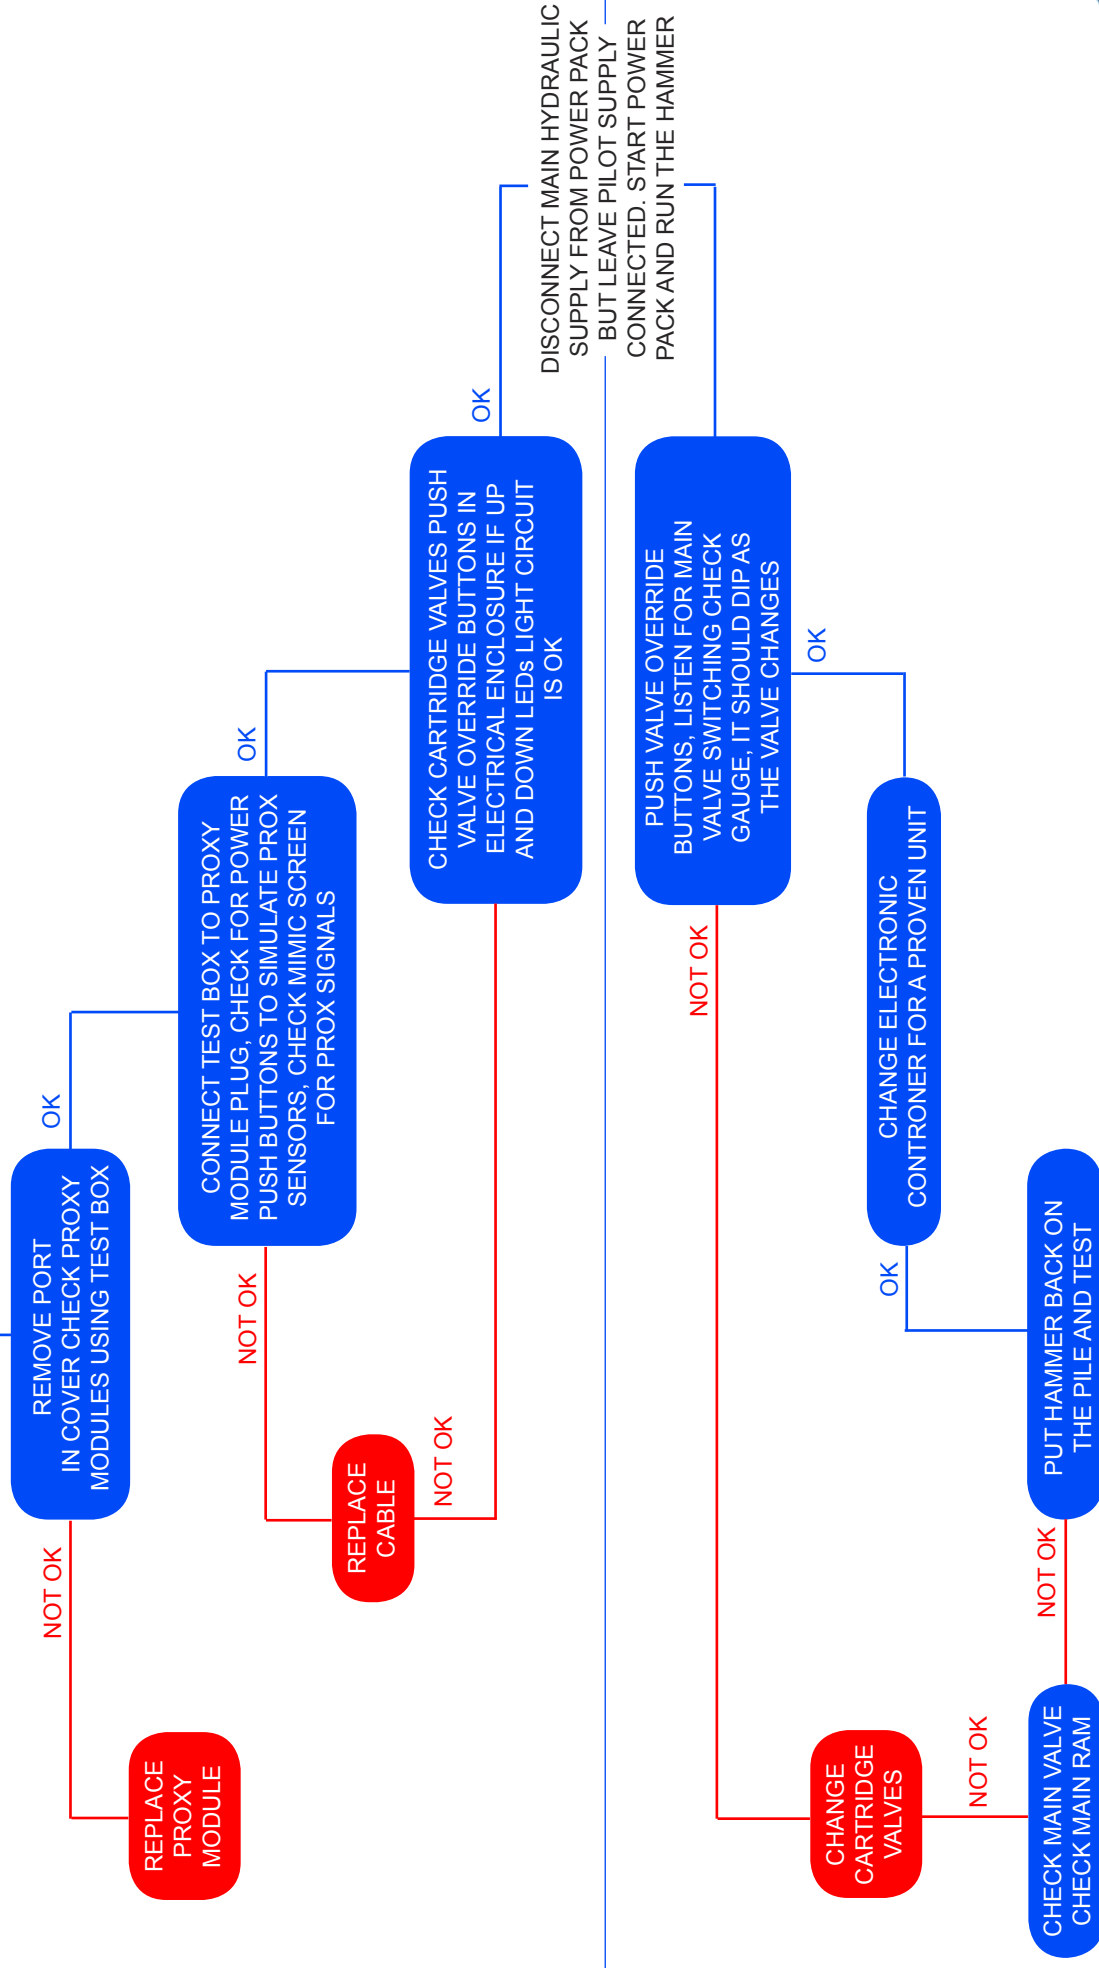 REMOVE PORT
IN COVER CHECK PROXY
MODULES USING TEST BOX
NOT OK
OK
REPLACE
PROXY
MODULE
CONNECT TEST BOX TO PROXY
MODULE PLUG, CHECK FOR POWER
PUSH BUTTONS TO SIMULATE PROX
SENSORS, CHECK MIMIC SCREEN
FOR PROX SIGNALS
NOT OK
OK
REPLACE
CABLE
NOT OK
CHECK CARTRIDGE VALVES PUSH
VALVE OVERRIDE BUTTONS IN
ELECTRICAL ENCLOSURE IF UP
AND DOWN LEDs LIGHT CIRCUIT
IS OK
OK
DISCONNECT MAIN HYDRAULIC
SUPPLY FROM POWER PACK
BUT LEAVE PILOT SUPPLY
CONNECTED. START POWER
PACK AND RUN THE HAMMER
PUSH VALVE OVERRIDE
BUTTONS, LISTEN FOR MAIN
VALVE SWITCHING CHECK
GAUGE, IT SHOULD DIP AS
THE VALVE CHANGES
NOT OK
OK
CHANGE
CARTRIDGE
VALVES
NOT OK
CHANGE ELECTRONIC
CONTRONER FOR A PROVEN UNIT
OK
CHECK MAIN VALVE
CHECK MAIN RAM
NOT OK
PUT HAMMER BACK ON
THE PILE AND TEST